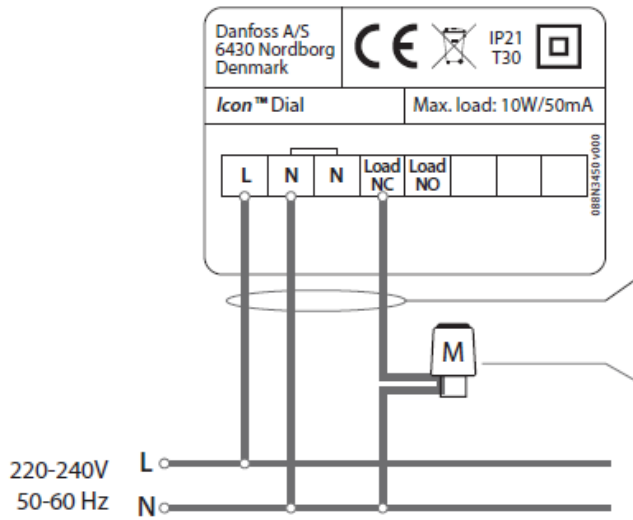 Danfoss A/S
6430 Nordborg
Denmark
CE
IP21
T30
Icon™ Dial
Max. load: 10W/50mA
L
N
N
Load
NC
Load
NO
088N3450 v000
M
220-240V
L
50-60 Hz
N